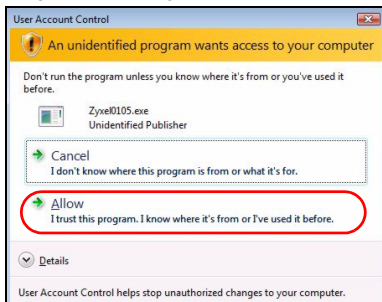 User Account Control
An unidentified program wants access to your computer
Don't run the program unless you know where it's from or you've used it
before.
Zyxel0105.exe
Unidentified Publisher
Cancel
I don't know where this program is from or what it's for.
Allow
I trust this program. I know where it's from or I've used it before.
Details
User Account Control helps stop unauthorized changes to your computer.